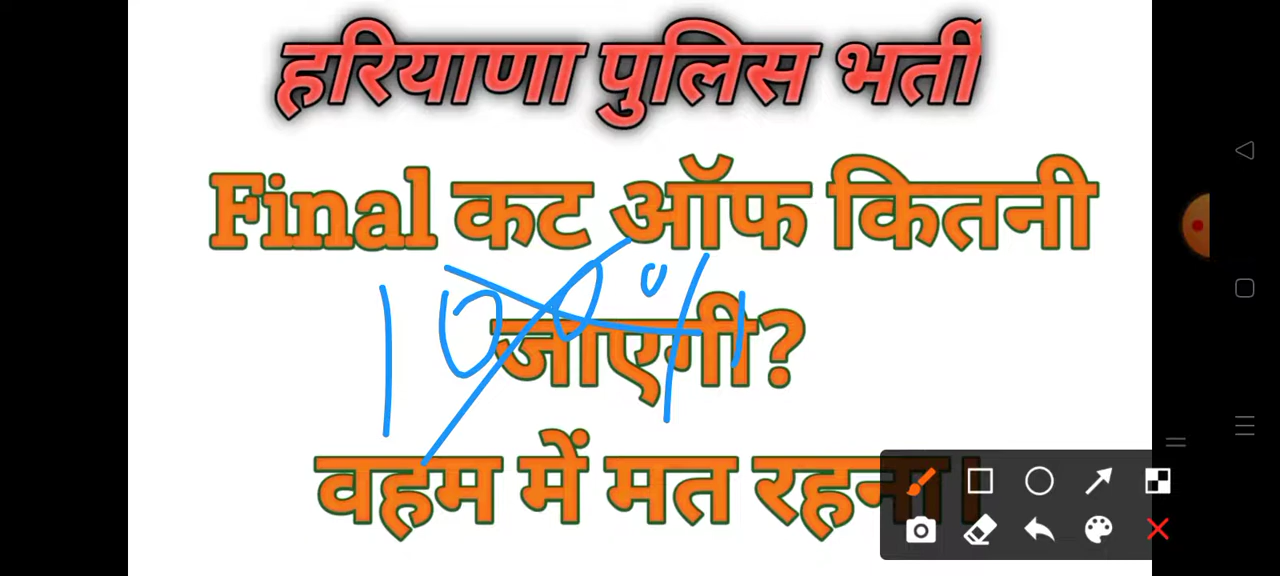 हरियाणा पुलिस भर्ती
Final कट ऑफ कितनी
जाएगी?
100%
वहम में मत रहना।